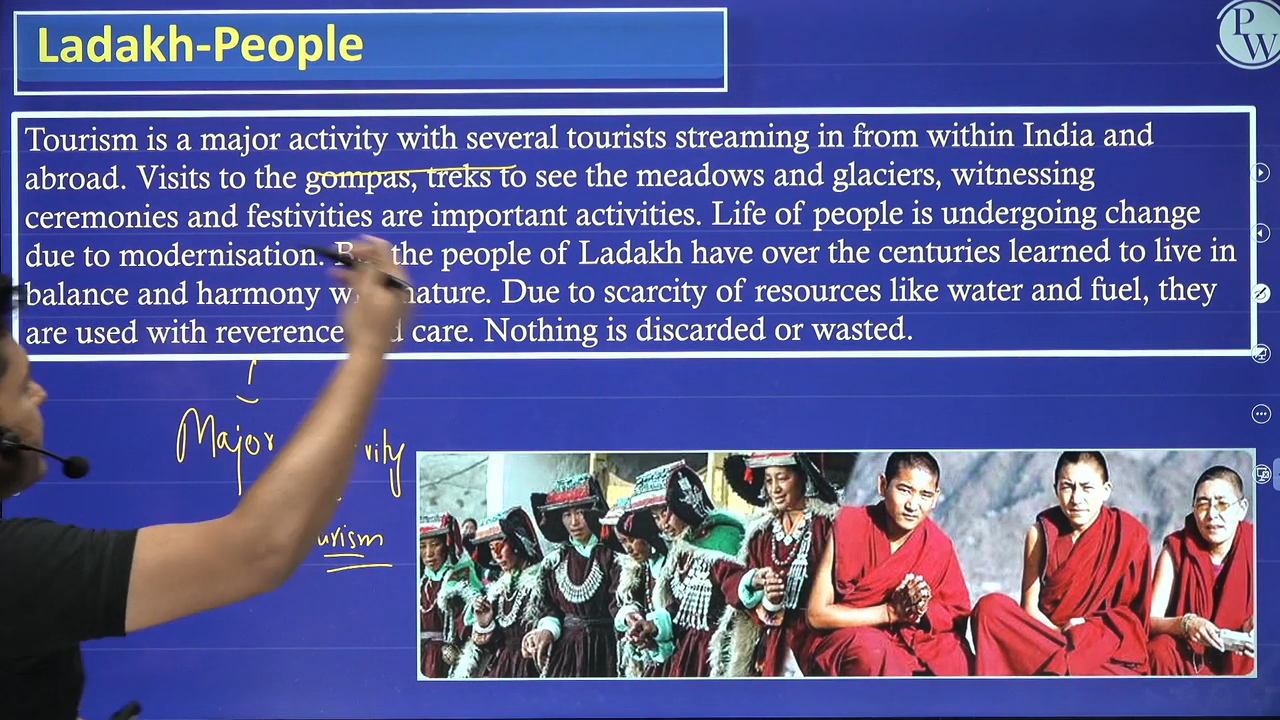 Ladakh-People
PW
Tourism is a major activity with several tourists streaming in from within India and
abroad. Visits to the gompas, treks to see the meadows and glaciers, witnessing
ceremonies and festivities are important activities. Life of people is undergoing change
due to modernisation. the people of Ladakh have over the centuries learned to live in
balance and harmony nature. Due to scarcity of resources like water and fuel, they
are used with reverence care. Nothing is discarded or wasted.
Major